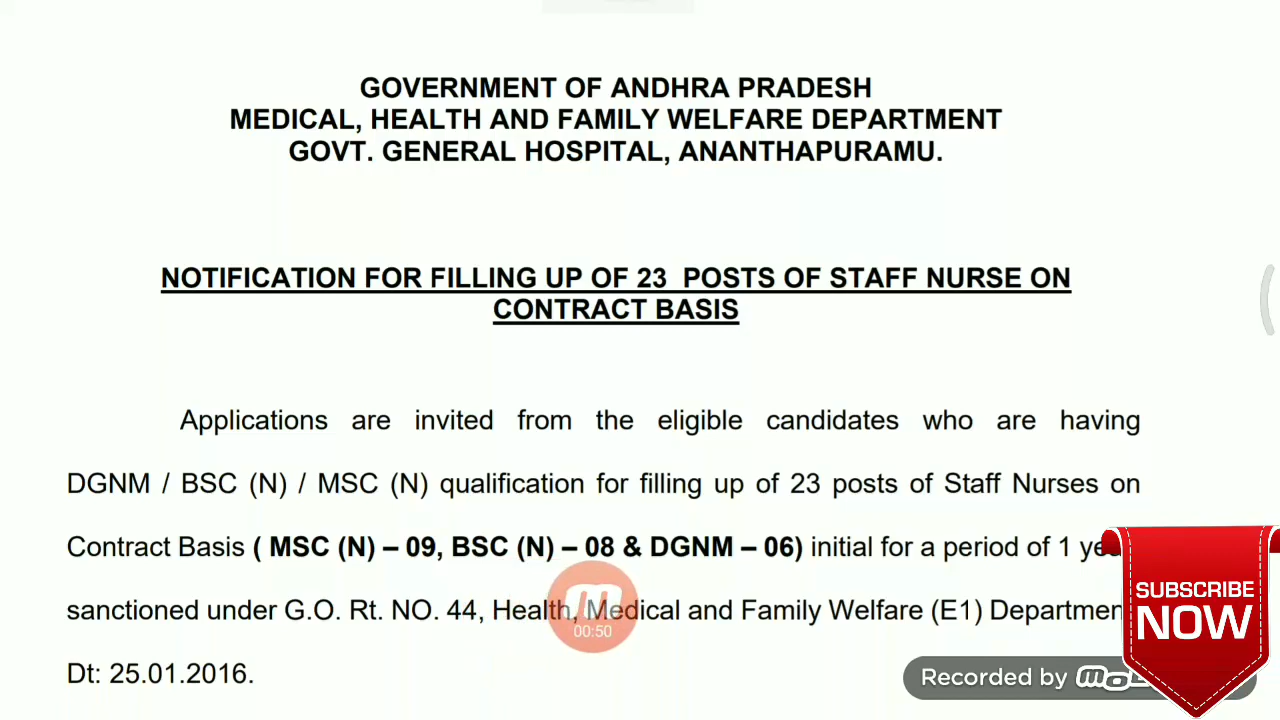 GOVERNMENT OF ANDHRA PRADESH
MEDICAL, HEALTH AND FAMILY WELFARE DEPARTMENT
GOVT. GENERAL HOSPITAL, ANANTHAPURAMU.
NOTIFICATION FOR FILLING UP OF 23 POSTS OF STAFF NURSE ON
CONTRACT BASIS
Applications are invited from the eligible candidates who are having
DGNM / BSC (N) / MSC (N) qualification for filling up of 23 posts of Staff Nurses on
Contract Basis ( MSC (N) – 09, BSC (N) – 08 & DGNM – 06) initial for a period of 1
sanctioned under G.O. Rt. NO. 44, Health, Medical and Family Welfare (E1) Departmen
Dt: 25.01.2016.
00:50
SUBSCRIBE
NOW
Recorded by